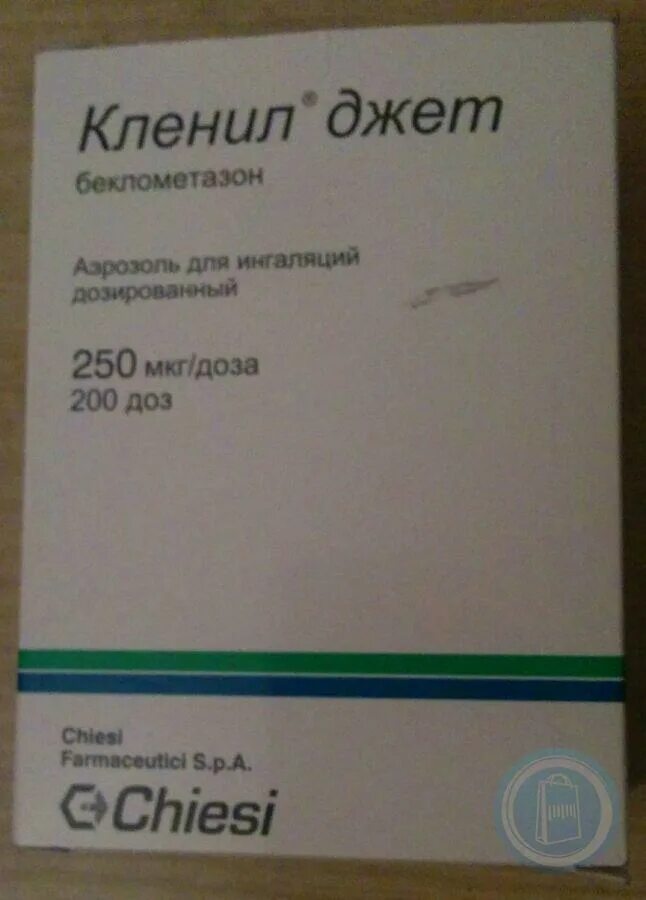 Кленил® джет
беклометазон
Аэрозоль для ингаляций
дозированный
250 мкг/доза
200 доз
Chiesi
Farmaceutici S.p.A.
Chiesi